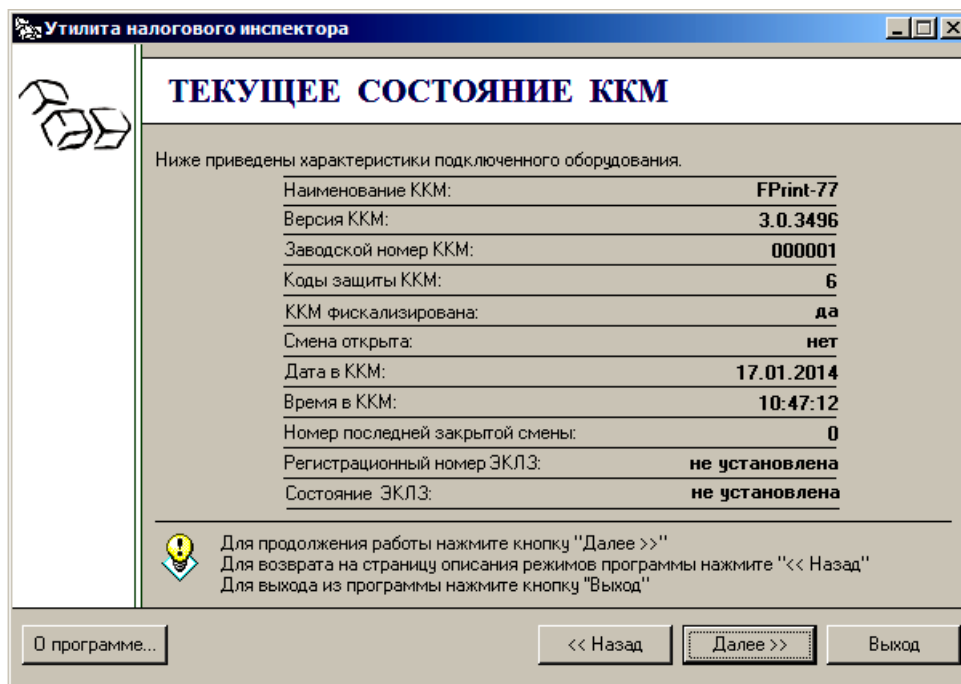 Утилита налогового инспектора
ТЕКУЩЕЕ СОСТОЯНИЕ ККМ
Ниже приведены характеристики подключенного оборудования.
Наименование ККМ: FPrint-77
Версия ККМ: 3.0.3496
Заводской номер ККМ: 000001
Коды защиты ККМ: 6
ККМ фискализирована: да
Смена открыта: нет
Дата в ККМ: 17.01.2014
Время в ККМ: 10:47:12
Номер последней закрытой смены: 0
Регистрационный номер ЭКЛЗ: не установлена
Состояние ЭКЛЗ: не установлена
Для продолжения работы нажмите кнопку "Далее >>"
Для возврата на страницу описания режимов программы нажмите "<< Назад"
Для выхода из программы нажмите кнопку "Выход"
О программе... << Назад Далее >> Выход